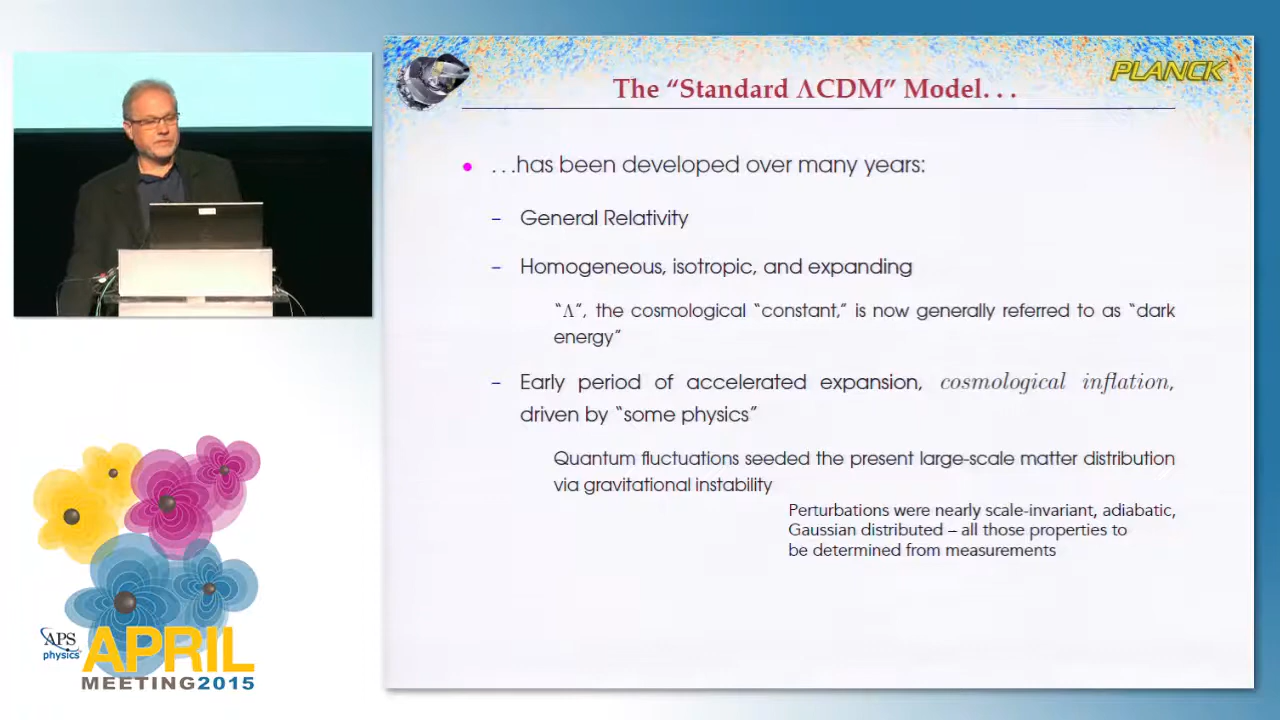 PLANCK
The “Standard ΛCDM” Model. . .
. . .has been developed over many years:
– General Relativity
– Homogeneous, isotropic, and expanding
“Λ”, the cosmological “constant,” is now generally referred to as “dark
energy”
– Early period of accelerated expansion, cosmological inflation,
driven by “some physics”
Quantum fluctuations seeded the present large-scale matter distribution
via gravitational instability
Perturbations were nearly scale-invariant, adiabatic,
Gaussian distributed – all those properties to
be determined from measurements
APS
physics
APRIL
MEETING2015